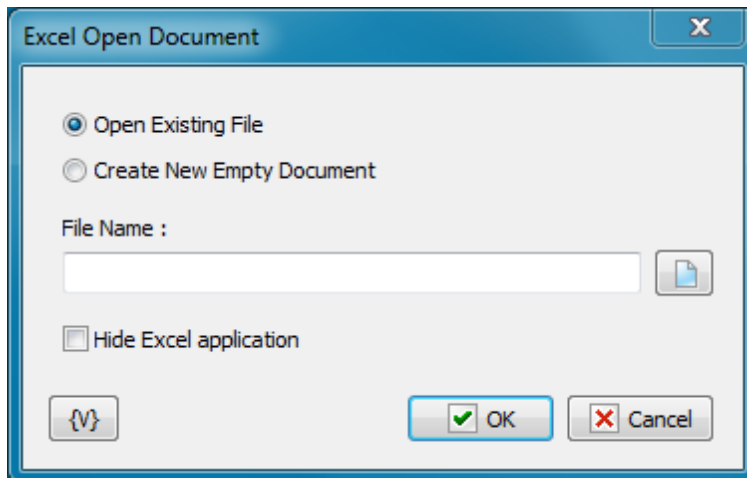 Excel Open Document
Open Existing File
Create New Empty Document
File Name :
Hide Excel application
{V} OK Cancel